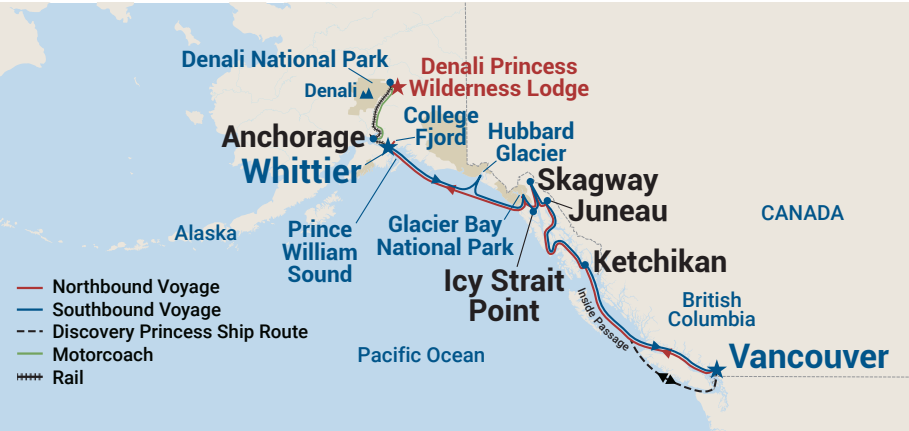 Denali National Park
Denali
Denali Princess
Wilderness Lodge
College
Fjord
Hubbard
Glacier
Anchorage
Whittier
Skagway
Juneau
Glacier Bay
National Park
CANADA
Alaska
Prince
William
Sound
Icy Strait
Point
Ketchikan
Inside Passage
British
Columbia
Pacific Ocean
Vancouver
Northbound Voyage
Southbound Voyage
Discovery Princess Ship Route
Motorcoach
Rail